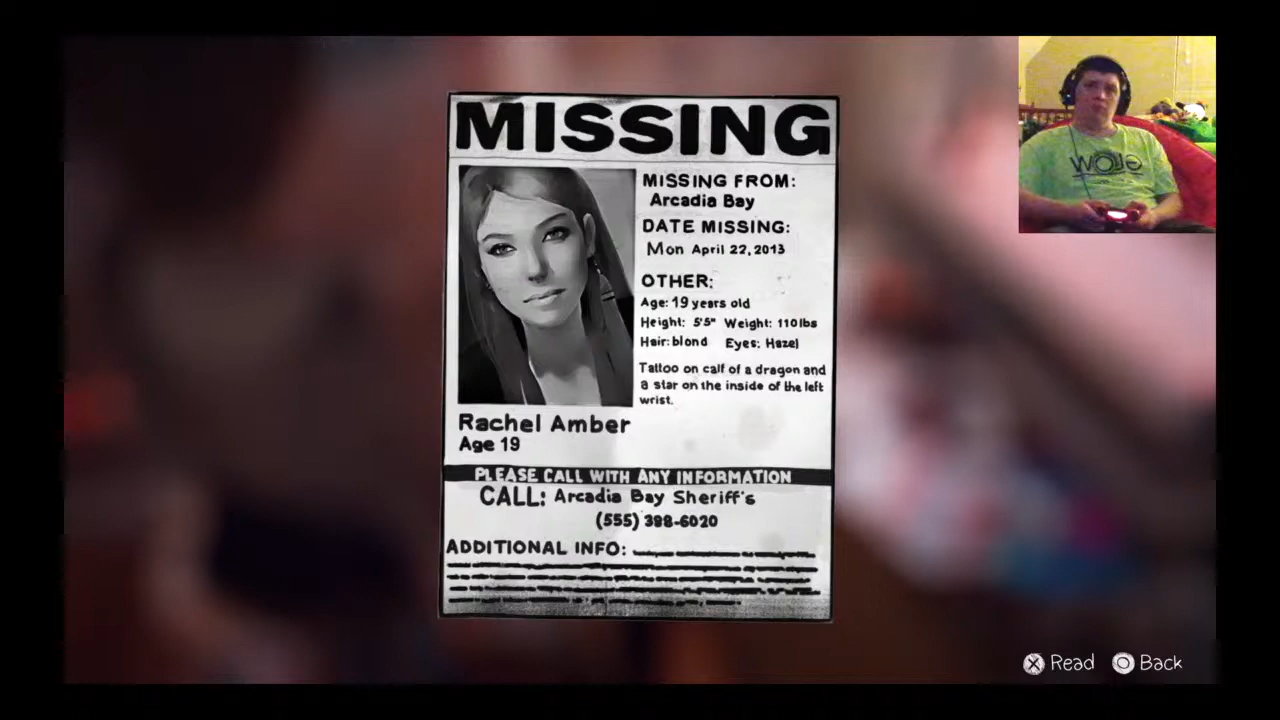 MISSING
MISSING FROM:
Arcadia Bay
DATE MISSING:
Mon April 22, 2013
OTHER:
Age: 19 years old
Height: 5'5" Weight: 110lbs
Hair: blond Eyes: Hazel
Tattoo on calf of a dragon and
a star on the inside of the left
wrist.
Rachel Amber
Age 19
PLEASE CALL WITH ANY INFORMATION
CALL: Arcadia Bay Sheriff's
(555) 398-6020
ADDITIONAL INFO:
Read
Back